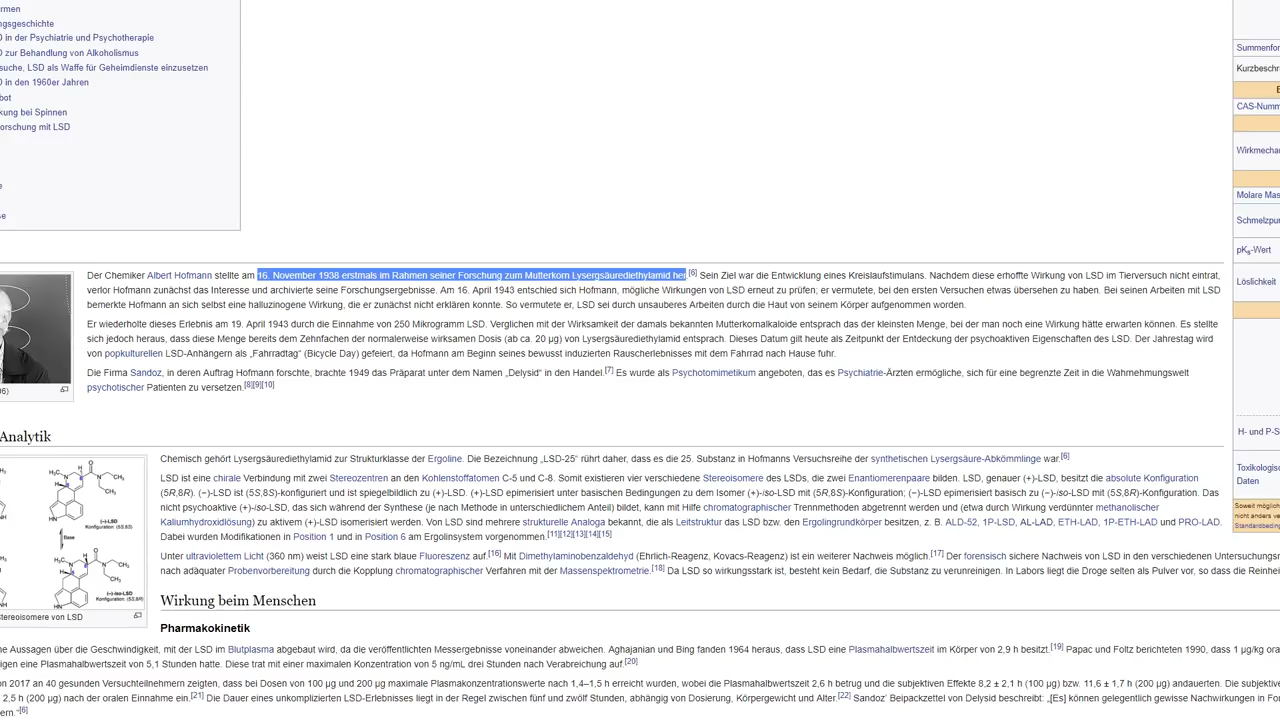 rmen
ngsgeschichte
D in der Psychiatrie und Psychotherapie
D zur Behandlung von Alkoholismus
suche, LSD als Waffe für Geheimdienste einzusetzen
D in den 1960er Jahren
bot
kung bei Spinnen
orschung mit LSD
e
se
Summenfor
Kurzbeschr
E
CAS-Numm
Wirkmecha
Molare Mas
Schmelzpu
pKs-Wert
Löslichkeit
H- und P-S
Toxikologisc
Daten
Soweit möglich
nicht anders ve
Standardbeding
Der Chemiker Albert Hofmann stellte am 16. November 1938 erstmals im Rahmen seiner Forschung zum Mutterkorn Lysergsäurediethylamid her.[6] Sein Ziel war die Entwicklung eines Kreislaufstimulans. Nachdem diese erhoffte Wirkung von LSD im Tierversuch nicht eintrat,
verlor Hofmann zunächst das Interesse und archivierte seine Forschungsergebnisse. Am 16. April 1943 entschied sich Hofmann, mögliche Wirkungen von LSD erneut zu prüfen; er vermutete, bei den ersten Versuchen etwas übersehen zu haben. Bei seinen Arbeiten mit LSD
bemerkte Hofmann an sich selbst eine halluzinogene Wirkung, die er zunächst nicht erklären konnte. So vermutete er, LSD sei durch unsauberes Arbeiten durch die Haut von seinem Körper aufgenommen worden.
Er wiederholte dieses Erlebnis am 19. April 1943 durch die Einnahme von 250 Mikrogramm LSD. Verglichen mit der Wirksamkeit der damals bekannten Mutterkornalkaloide entsprach das der kleinsten Menge, bei der man noch eine Wirkung hätte erwarten können. Es stellte
sich jedoch heraus, dass diese Menge bereits dem Zehnfachen der normalerweise wirksamen Dosis (ab ca. 20 µg) von Lysergsäurediethylamid entsprach. Dieses Datum gilt heute als Zeitpunkt der Entdeckung der psychoaktiven Eigenschaften des LSD. Der Jahrestag wird
von popkulturellen LSD-Anhängern als „Fahrradtag“ (Bicycle Day) gefeiert, da Hofmann am Beginn seines bewusst induzierten Rauscherlebnisses mit dem Fahrrad nach Hause fuhr.
Die Firma Sandoz, in deren Auftrag Hofmann forschte, brachte 1949 das Präparat unter dem Namen „Delysid“ in den Handel.[7] Es wurde als Psychotomimetikum angeboten, das es Psychiatrie-Ärzten ermögliche, sich für eine begrenzte Zeit in die Wahrnehmungswelt
psychotischer Patienten zu versetzen.[8][9][10]
Analytik
Chemisch gehört Lysergsäurediethylamid zur Strukturklasse der Ergoline. Die Bezeichnung „LSD-25“ rührt daher, dass es die 25. Substanz in Hofmanns Versuchsreihe der synthetischen Lysergsäure-Abkömmlinge war.[6]
LSD ist eine chirale Verbindung mit zwei Stereozentren an den Kohlenstoffatomen C-5 und C-8. Somit existieren vier verschiedene Stereoisomere des LSDs, die zwei Enantiomerenpaare bilden. LSD, genauer (+)-LSD, besitzt die absolute Konfiguration
(5R,8R). (−)-LSD ist (5S,8S)-konfiguriert und ist spiegelbildlich zu (+)-LSD. (+)-LSD epimerisiert unter basischen Bedingungen zu dem Isomer (+)-iso-LSD mit (5R,8S)-Konfiguration; (−)-LSD epimerisiert basisch zu (−)-iso-LSD mit (5S,8R)-Konfiguration. Das
nicht psychoaktive (+)-iso-LSD, das sich während der Synthese (je nach Methode in unterschiedlichem Anteil) bildet, kann mit Hilfe chromatographischer Trennmethoden abgetrennt werden und (etwa durch Wirkung verdünnter methanolischer
Kaliumhydroxidlösung) zu aktivem (+)-LSD isomerisiert werden. Von LSD sind mehrere strukturelle Analoga bekannt, die als Leitstruktur das LSD bzw. den Ergolingrundkörper besitzen, z. B. ALD-52, 1P-LSD, AL-LAD, ETH-LAD, 1P-ETH-LAD und PRO-LAD.
Dabei wurden Modifikationen in Position 1 und in Position 6 am Ergolinsystem vorgenommen.[11][12][13][14][15]
(−)-LSD
Konfiguration: (5S,8S)
Base
(−)-iso-LSD
Konfiguration: (5S,8R)
tereoisomere von LSD
Unter ultraviolettem Licht (360 nm) weist LSD eine stark blaue Fluoreszenz auf.[16] Mit Dimethylaminobenzaldehyd (Ehrlich-Reagenz, Kovacs-Reagenz) ist ein weiterer Nachweis möglich.[17] Der forensisch sichere Nachweis von LSD in den verschiedenen Untersuchungsm
nach adäquater Probenvorbereitung durch die Kopplung chromatographischer Verfahren mit der Massenspektrometrie.[18] Da LSD so wirkungsstark ist, besteht kein Bedarf, die Substanz zu verunreinigen. In Labors liegt die Droge selten als Pulver vor, so dass die Reinhei
Wirkung beim Menschen
Pharmakokinetik
ne Aussagen über die Geschwindigkeit, mit der LSD im Blutplasma abgebaut wird, da die veröffentlichten Messergebnisse voneinander abweichen. Aghajanian und Bing fanden 1964 heraus, dass LSD eine Plasmahalbwertszeit im Körper von 2,9 h besitzt.[19] Papac und Foltz berichteten 1990, dass 1 µg/kg ora
igen eine Plasmahalbwertszeit von 5,1 Stunden hatte. Diese trat mit einer maximalen Konzentration von 5 ng/mL drei Stunden nach Verabreichung auf.[20]
on 2017 an 40 gesunden Versuchteilnehmern zeigten, dass bei Dosen von 100 µg und 200 µg maximale Plasmakonzentrationswerte nach 1,4–1,5 h erreicht wurden, wobei die Plasmahalbwertszeit 2,6 h betrug und die subjektiven Effekte 8,2 ± 2,1 h (100 µg) bzw. 11,6 ± 1,7 h (200 µg) andauerten. Die subjektive
2,5 h (200 µg) nach der oralen Einnahme ein.[21] Die Dauer eines unkomplizierten LSD-Erlebnisses liegt in der Regel zwischen fünf und zwölf Stunden, abhängig von Dosierung, Körpergewicht und Alter.[22] Sandoz’ Beipackzettel von Delysid beschreibt: „[Es] können gelegentlich gewisse Nachwirkungen in Fo
ern.“[6]